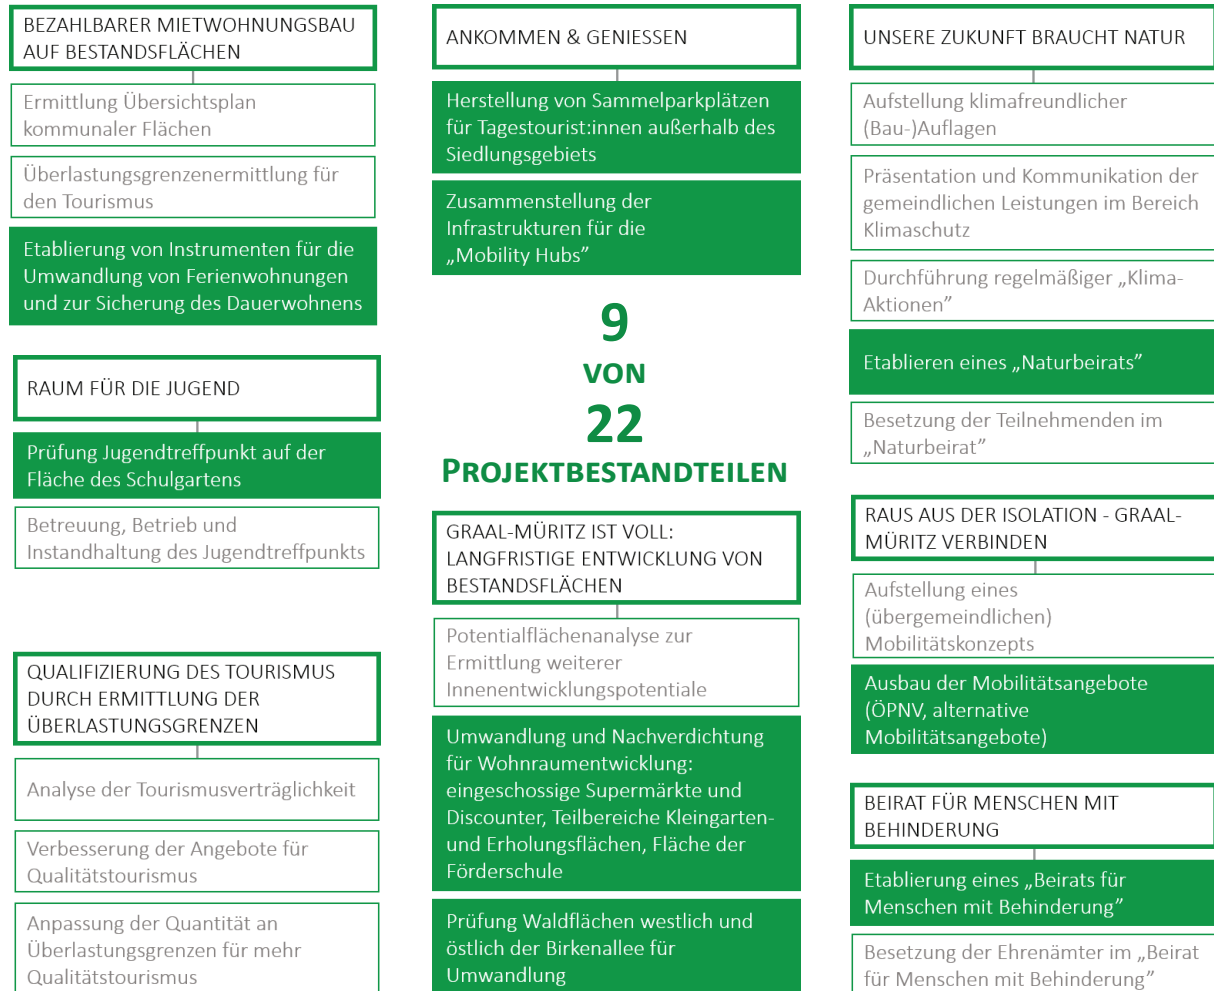 BEZAHLBARER MIETWOHNUNGSBAU
AUF BESTANDSFLÄCHEN
Ermittlung Übersichtsplan
kommunaler Flächen
Überlastungsgrenzenermittlung für
den Tourismus
Etablierung von Instrumenten für die
Umwandlung von Ferienwohnungen
und zur Sicherung des Dauerwohnens
RAUM FÜR DIE JUGEND
Prüfung Jugendtreffpunkt auf der
Fläche des Schulgartens
Betreuung, Betrieb und
Instandhaltung des Jugendtreffpunkts
QUALIFIZIERUNG DES TOURISMUS
DURCH ERMITTLUNG DER
ÜBERLASTUNGSGRENZEN
Analyse der Tourismusverträglichkeit
Verbesserung der Angebote für
Qualitätstourismus
Anpassung der Quantität an
Überlastungsgrenzen für mehr
Qualitätstourismus
ANKOMMEN & GENIESSEN
Herstellung von Sammelparkplätzen
für Tagestourist:innen außerhalb des
Siedlungsgebiets
Zusammenstellung der
Infrastrukturen für die
„Mobility Hubs”
9
VON
22
PROJEKTBESTANDTEILEN
GRAAL-MÜRITZ IST VOLL:
LANGFRISTIGE ENTWICKLUNG VON
BESTANDSFLÄCHEN
Potentialflächenanalyse zur
Ermittlung weiterer
Innenentwicklungspotentiale
Umwandlung und Nachverdichtung
für Wohnraumentwicklung:
eingeschossige Supermärkte und
Discounter, Teilbereiche Kleingarten-
und Erholungsflächen, Fläche der
Förderschule
Prüfung Waldflächen westlich und
östlich der Birkenallee für
Umwandlung
UNSERE ZUKUNFT BRAUCHT NATUR
Aufstellung klimafreundlicher
(Bau-)Auflagen
Präsentation und Kommunikation der
gemeindlichen Leistungen im Bereich
Klimaschutz
Durchführung regelmäßiger „Klima-
Aktionen”
Etablieren eines „Naturbeirats”
Besetzung der Teilnehmenden im
„Naturbeirat”
RAUS AUS DER ISOLATION - GRAAL-
MÜRITZ VERBINDEN
Aufstellung eines
(übergemeindlichen)
Mobilitätskonzepts
Ausbau der Mobilitätsangebote
(ÖPNV, alternative
Mobilitätsangebote)
BEIRAT FÜR MENSCHEN MIT
BEHINDERUNG
Etablierung eines „Beirats für
Menschen mit Behinderung”
Besetzung der Ehrenämter im „Beirat
für Menschen mit Behinderung”